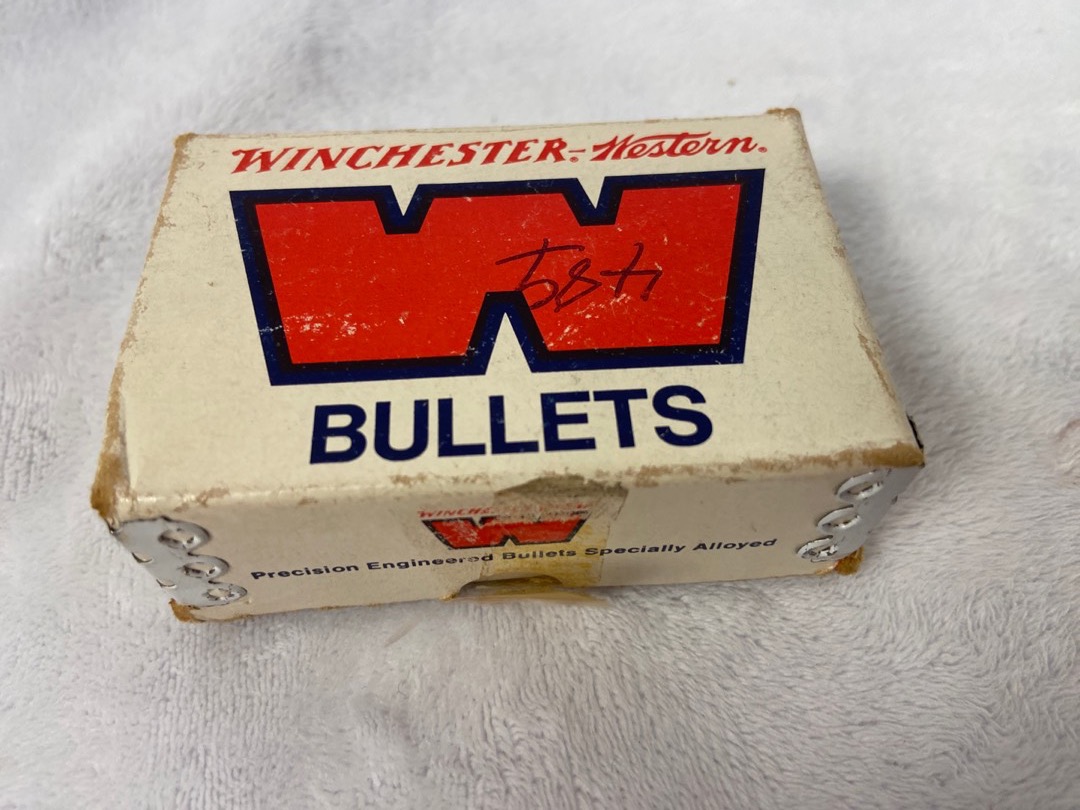 WINCHESTER-Western.
BULLETS
Precision Engineered Bullets Specially Alloyed